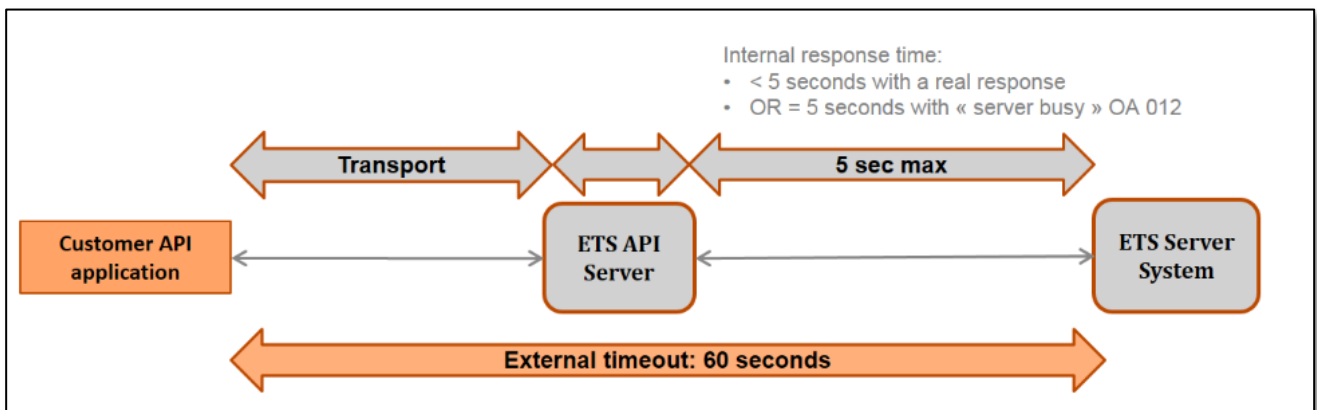 Internal response time:
• < 5 seconds with a real response
• OR = 5 seconds with « server busy » OA 012
Transport
5 sec max
Customer API
application
ETS API
Server
ETS Server
System
External timeout: 60 seconds